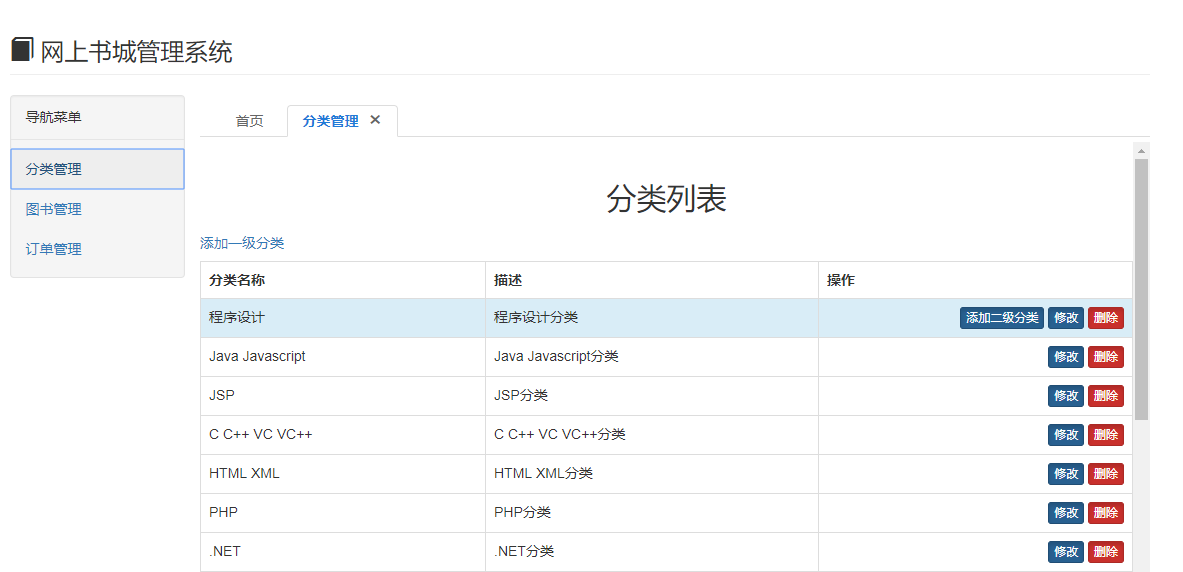 网上书城管理系统
导航菜单
分类管理
图书管理
订单管理
首页 分类管理 ✕
分类列表
添加一级分类
分类名称 描述 操作
程序设计 程序设计分类 添加二级分类 修改 删除
Java Javascript Java Javascript分类 修改 删除
JSP JSP分类 修改 删除
C C++ VC VC++ C C++ VC VC++分类 修改 删除
HTML XML HTML XML分类 修改 删除
PHP PHP分类 修改 删除
.NET .NET分类 修改 删除